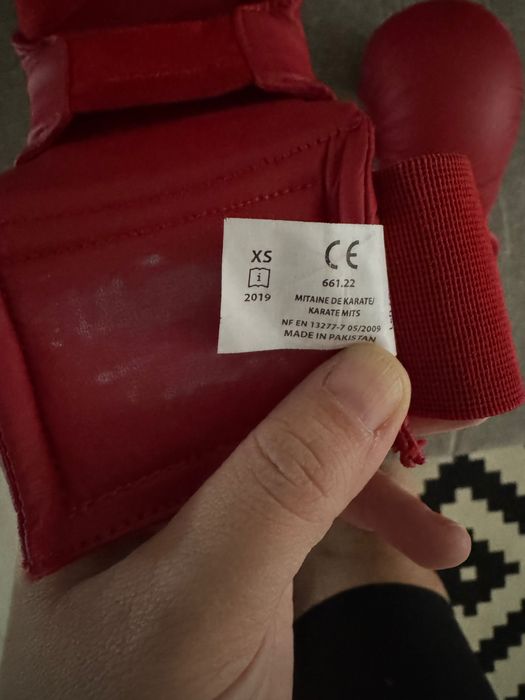 XS
i
2019
CE
661.22
MITAINE DE KARATE/
KARATE MITS
NF EN 13277-7 05/2009
MADE IN PAKISTAN